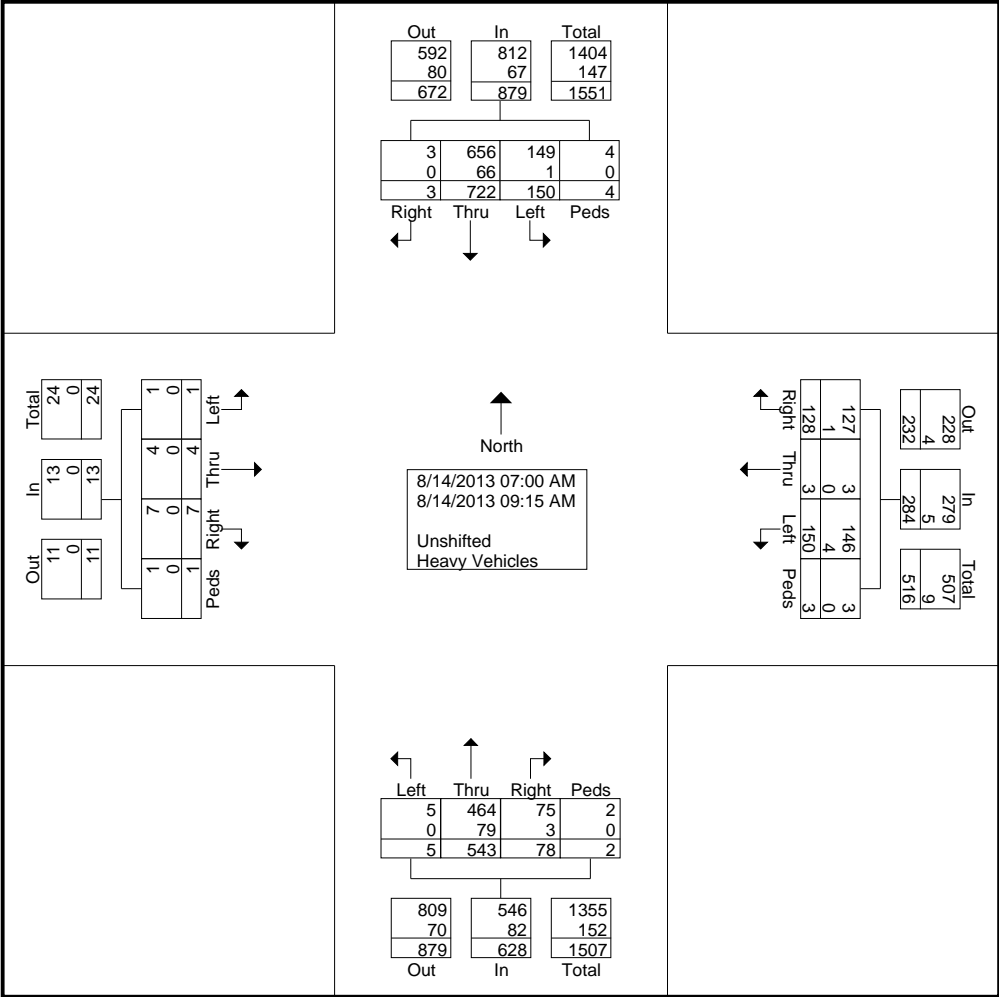 Out In Total
592 812 1404
80 67 147
672 879 1551
3 656 149 4
0 66 1 0
3 722 150 4
Right Thru Left Peds
Total
24
0
24
In
13
0
13
Out
11
0
11
1 0 1
4 0 4
7 0 7
1 0 1
Left
Thru
Right
Peds
North
8/14/2013 07:00 AM
8/14/2013 09:15 AM
Unshifted
Heavy Vehicles
Right
Thru
Left
Peds
127
1
128
3
0
3
146
4
150
3
0
3
Out
228
4
232
In
279
5
284
Total
507
9
516
Left Thru Right Peds
5 464 75 2
0 79 3 0
5 543 78 2
809 546 1355
70 82 152
879 628 1507
Out In Total